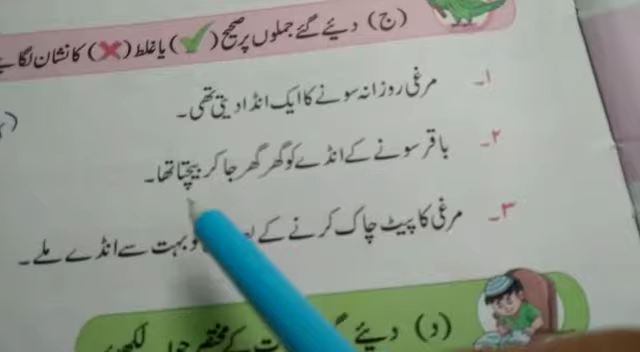 (ج) دیئے گئے جملوں پر صحیح (✓) یا غلط (✗) کا نشان لگا
۱۔ مرغی روزانہ سونے کا ایک انڈا دیتی تھی۔
۲۔ باقر سونے کے انڈے کو گھر گھر جا کر بیچتا تھا۔
۳۔ مرغی کا پیٹ چاک کرنے کے بہت سے انڈے ملے۔
(د) دیئے کے مختصر